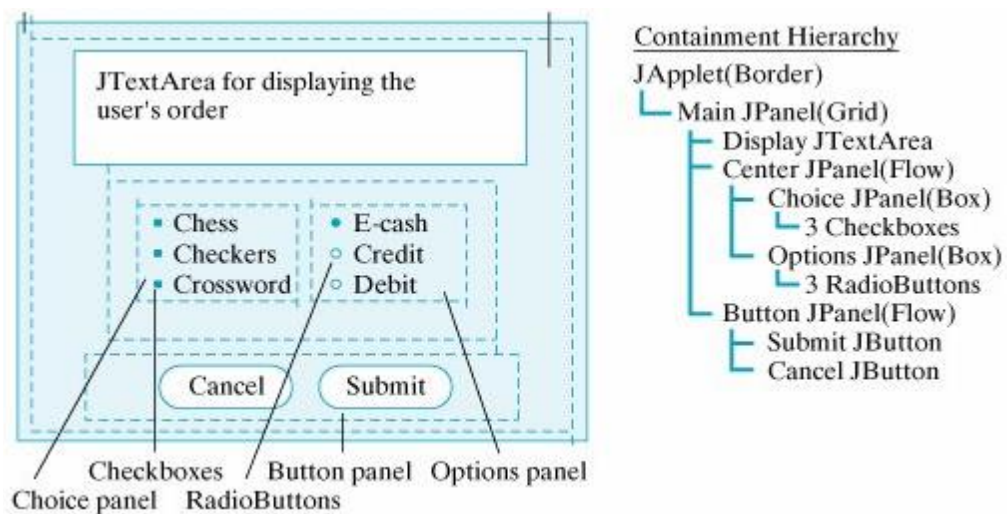 JTextArea for displaying the
user's order
Chess
Checkers
Crossword
E-cash
Credit
Debit
Cancel
Submit
Checkboxes
Button panel
Options panel
Choice panel
RadioButtons
Containment Hierarchy
JApplet(Border)
Main JPanel(Grid)
Display JTextArea
Center JPanel(Flow)
Choice JPanel(Box)
3 Checkboxes
Options JPanel(Box)
3 RadioButtons
Button JPanel(Flow)
Submit JButton
Cancel JButton